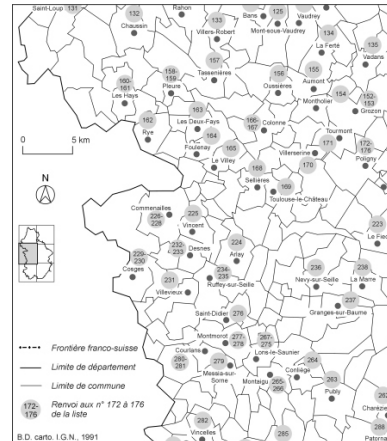 Saint-Loup 131
Rahon
132
Chaussin
133
Villers-Robert
Bans 125
Mont-sous-Vaudrey
Vaudrey
134
La Ferté
135
Vadans
157
Tassenières
158-159
Pleure
160-161
Les Hays
156
Ousšières
155
Aumont
Montholier
154
152-153
Grozon
162
Rye
163
Les Deux-Fays
164
Foulenay
165
Le Villey
166-167
Colonne
Tourmont
171
Villerserine
172-176
Poligny
170
168
Sellières
169
Toulouse-le-Château
0 5 km
N
Commenailles
226-228
225
Vincent
232-233
Desnes
224
Arlay
223
Le Fied
229-230
Cosges
231
Villevieux
234-235
Ruffey-sur-Seille
236
Nevy-sur-Seille
238
La Marre
237
Granges-sur-Baume
Saint-Didier 276
Montmorot
277-278
267-275
Lons-le-Saunier
Courlans
280-281
279
Messia-sur-Sorne
Montaigu
265-266
264
Conliège
263
Publy
262
Charézier
282
Vincelles
285
268
Frontière franco-suisse
Limite de département
Limite de commune
172-176
Renvoi aux n° 172 à 176
de la liste
B.D. carto. I.G.N., 1991